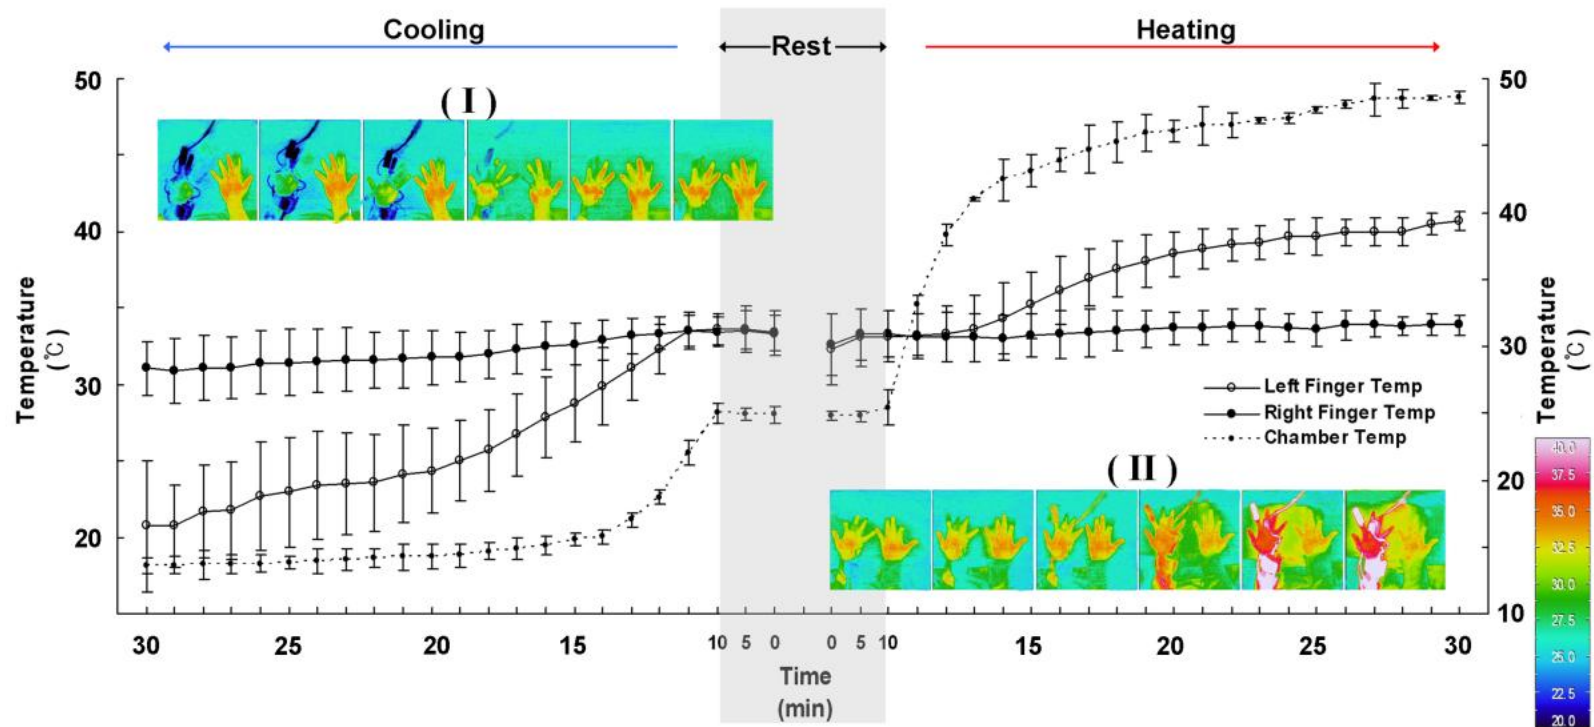 Cooling
Rest
Heating
50
40
30
20
Temperature
(℃)
( I )
50
40
30
20
10
Temperature
(℃)
Left Finger Temp
Right Finger Temp
Chamber Temp
( II )
40.0
37.5
35.0
32.5
30.0
27.5
25.0
22.5
20.0
30 25 20 15 10 5 0 0 5 10 15 20 25 30
Time
(min)